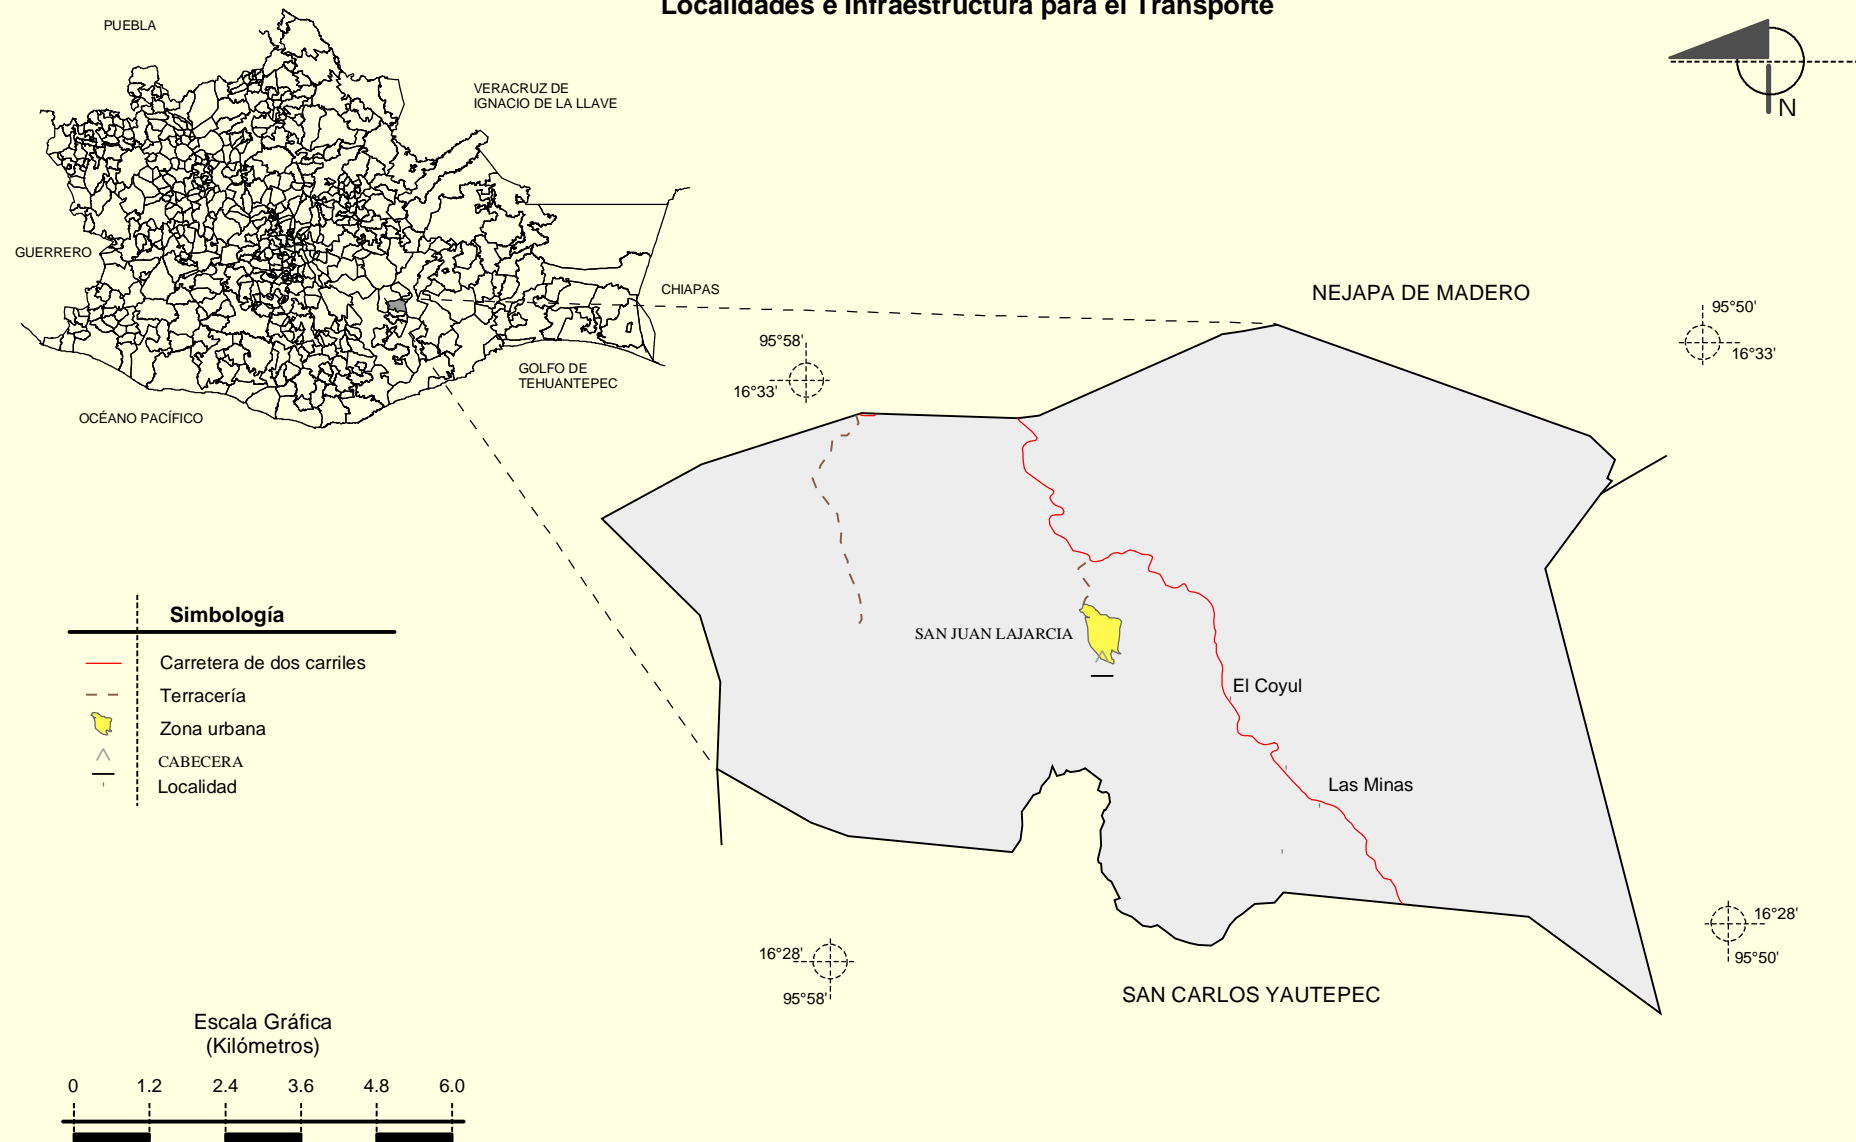 Localidades e Infraestructura para el Transporte
PUEBLA
VERACRUZ DE
IGNACIO DE LA LLAVE
N
GUERRERO
CHIAPAS
GOLFO DE
TEHUANTEPEC
OCÉANO PACÍFICO
NEJAPA DE MADERO
95°50'
16°33'
95°58'
16°33'
SAN JUAN LAJARCIA
El Coyul
Las Minas
Simbología
Carretera de dos carriles
Terracería
Zona urbana
CABECERA
Localidad
16°28'
95°50'
16°28'
95°58'
SAN CARLOS YAUTEPEC
Escala Gráfica
(Kilómetros)
0 1.2 2.4 3.6 4.8 6.0